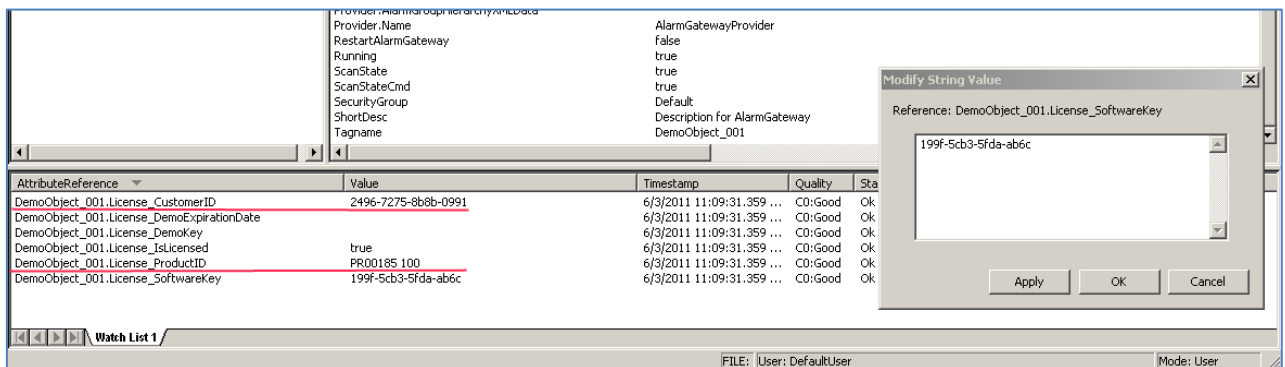 Provider.AlarmGroupHierarchyXMLData
Provider.Name AlarmGatewayProvider
RestartAlarmGateway false
Running true
ScanState true
ScanStateCmd true
SecurityGroup Default
ShortDesc Description for AlarmGateway
Tagname DemoObject_001
Modify String Value
Reference: DemoObject_001.License_SoftwareKey
199f-5cb3-5fda-ab6c
Apply OK Cancel
AttributeReference Value Timestamp Quality Sta
DemoObject_001.License_CustomerID 2496-7275-8b8b-0991 6/3/2011 11:09:31.359 ... C0:Good Ok
DemoObject_001.License_DemoExpirationDate 6/3/2011 11:09:31.359 ... C0:Good Ok
DemoObject_001.License_DemoKey 6/3/2011 11:09:31.359 ... C0:Good Ok
DemoObject_001.License_IsLicensed true 6/3/2011 11:09:31.359 ... C0:Good Ok
DemoObject_001.License_ProductID PR00185 100 6/3/2011 11:09:31.359 ... C0:Good Ok
DemoObject_001.License_SoftwareKey 199f-5cb3-5fda-ab6c 6/3/2011 11:09:31.359 ... C0:Good Ok
Watch List 1
FILE: User: DefaultUser Mode: User